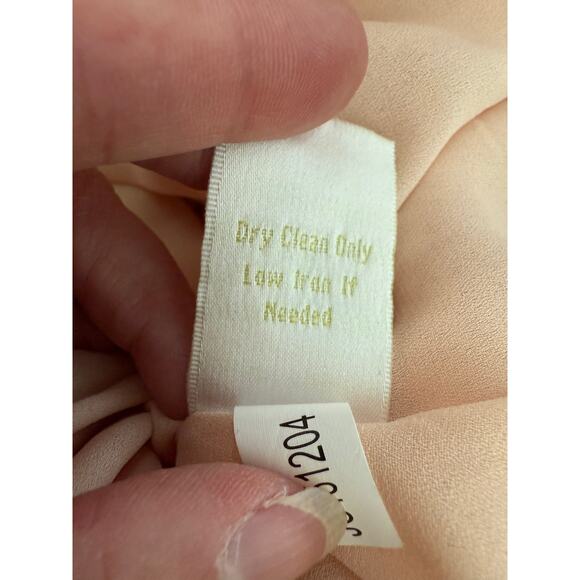 Dry Clean Only
Low Iron If
Needed